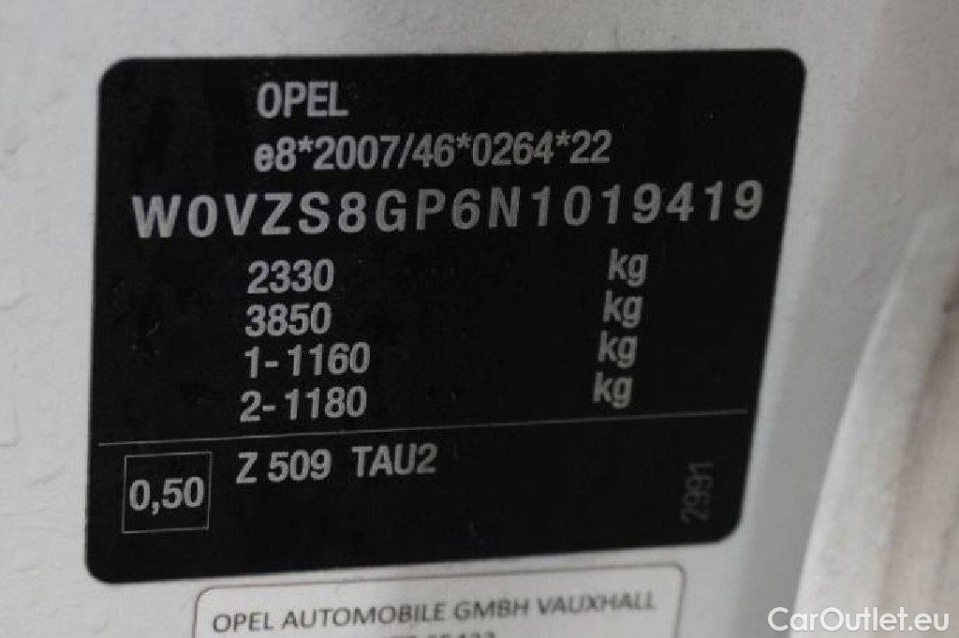 OPEL
e8*2007/46*0264*22
W0VZS8GP6N1019419
2330 kg
3850 kg
1-1160 kg
2-1180 kg
0,50 Z 509 TAU2
2991
OPEL AUTOMOBILE GMBH VAUXHALL
CarOutlet.eu